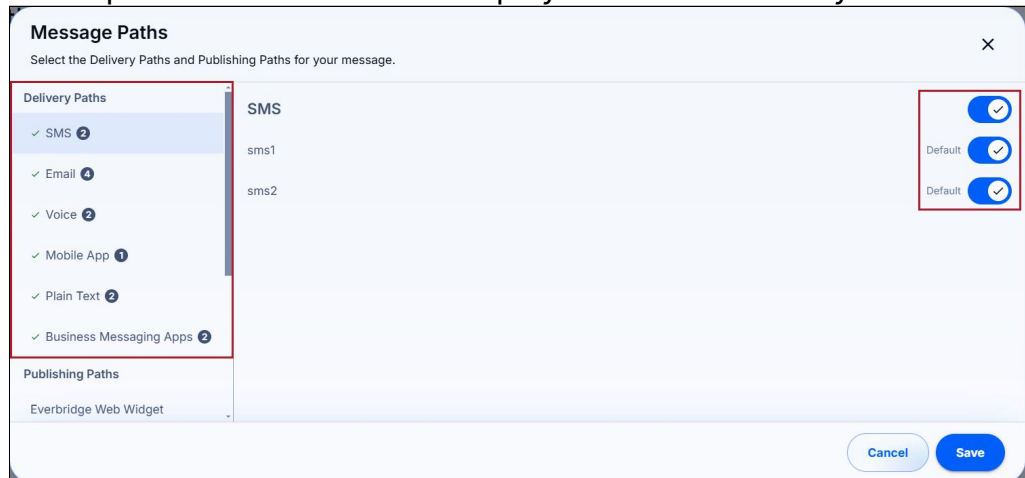 Message Paths
Select the Delivery Paths and Publishing Paths for your message.
Delivery Paths
SMS 2
Email 4
Voice 2
Mobile App 1
Plain Text 2
Business Messaging Apps 2
Publishing Paths
Everbridge Web Widget
SMS
sms1 Default
sms2 Default
Cancel Save